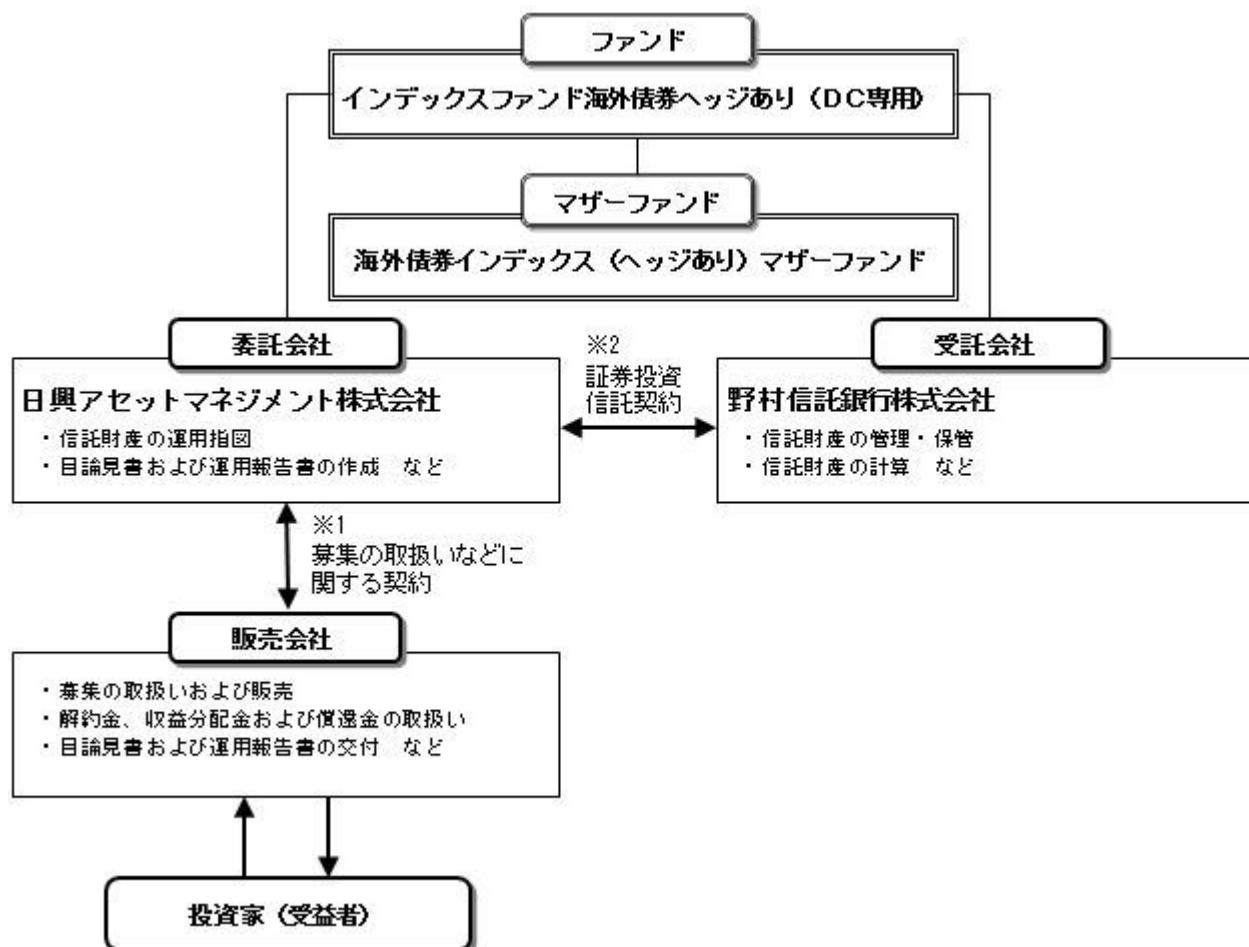 ファンド
インデックスファンド海外債券ヘッジあり（DC専用）
マザーファンド
海外債券インデックス（ヘッジあり）マザーファンド
委託会社
日興アセットマネジメント株式会社
・信託財産の運用指図
・目論見書および運用報告書の作成　など
※2
証券投資
信託契約
受託会社
野村信託銀行株式会社
・信託財産の管理・保管
・信託財産の計算　など
※1
募集の取扱いなどに
関する契約
販売会社
・募集の取扱いおよび販売
・解約金、収益分配金および償還金の取扱い
・目論見書および運用報告書の交付　など
投資家（受益者）